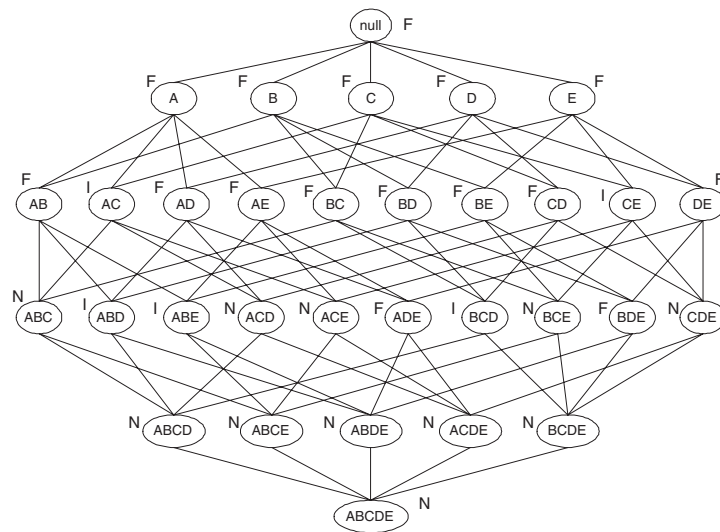 null F
F F F F F
A B C D E
F I F F F F F F I F
AB AC AD AE BC BD BE CD CE DE
N I I N N F I N F N
ABC ABD ABE ACD ACE ADE BCD BCE BDE CDE
N N N N N
ABCD ABCE ABDE ACDE BCDE
N
ABCDE